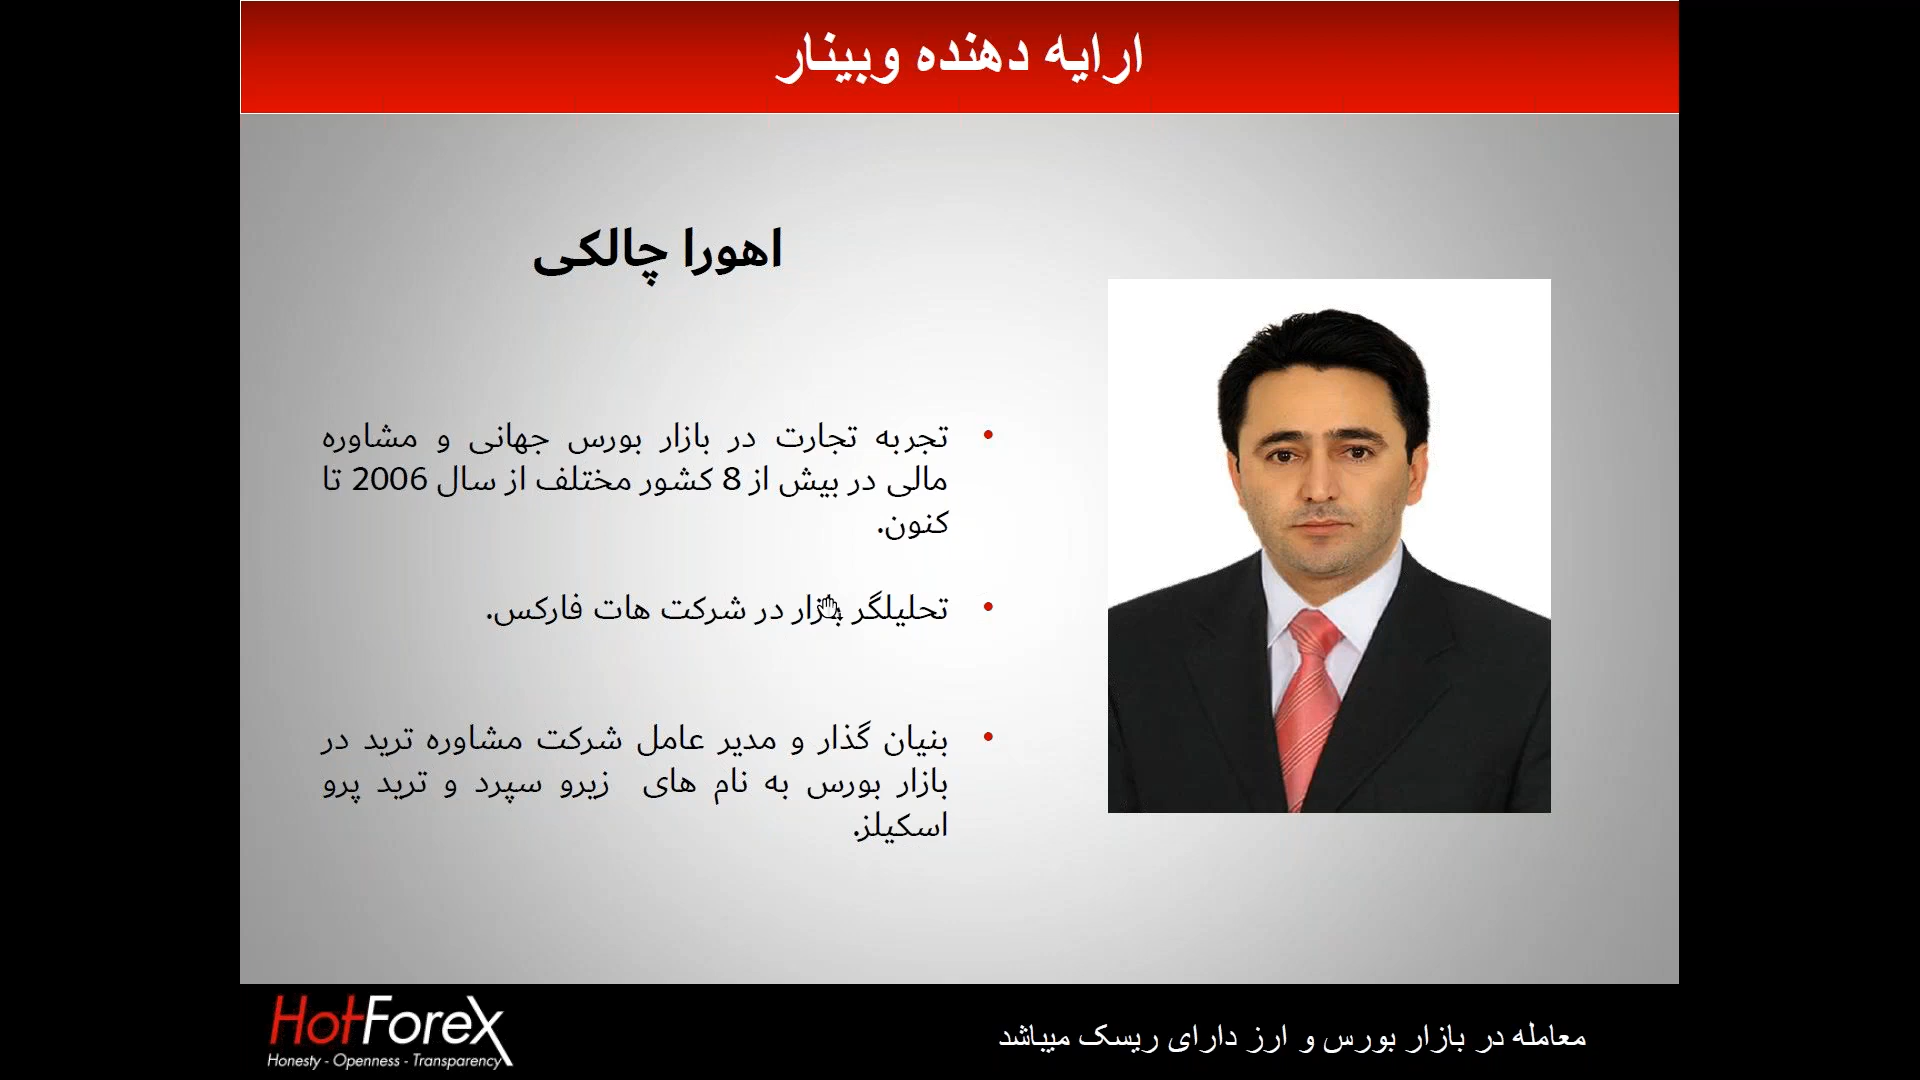 ارایه دهنده وبینار
اهورا چالکی
• تجربه تجارت در بازار بورس جهانی و مشاوره
مالی در بیش از 8 کشور مختلف از سال 2006 تا
کنون.
• تحلیلگر بازار در شرکت هات فارکس.
• بنیان گذار و مدیر عامل شرکت مشاوره ترید در
بازار بورس به نام های زیرو سپرد و ترید پرو
اسکیلز.
HotForex
Honesty - Openness - Transparency
معامله در بازار بورس و ارز دارای ریسک میباشد